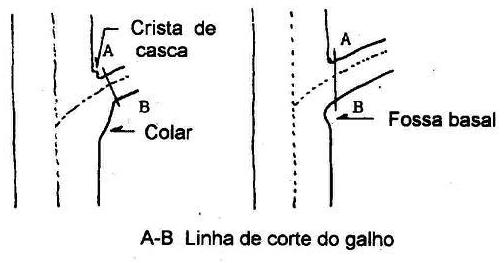 Crista de
casca
A
B
Colar
A
B
Fossa basal
A-B Linha de corte do galho